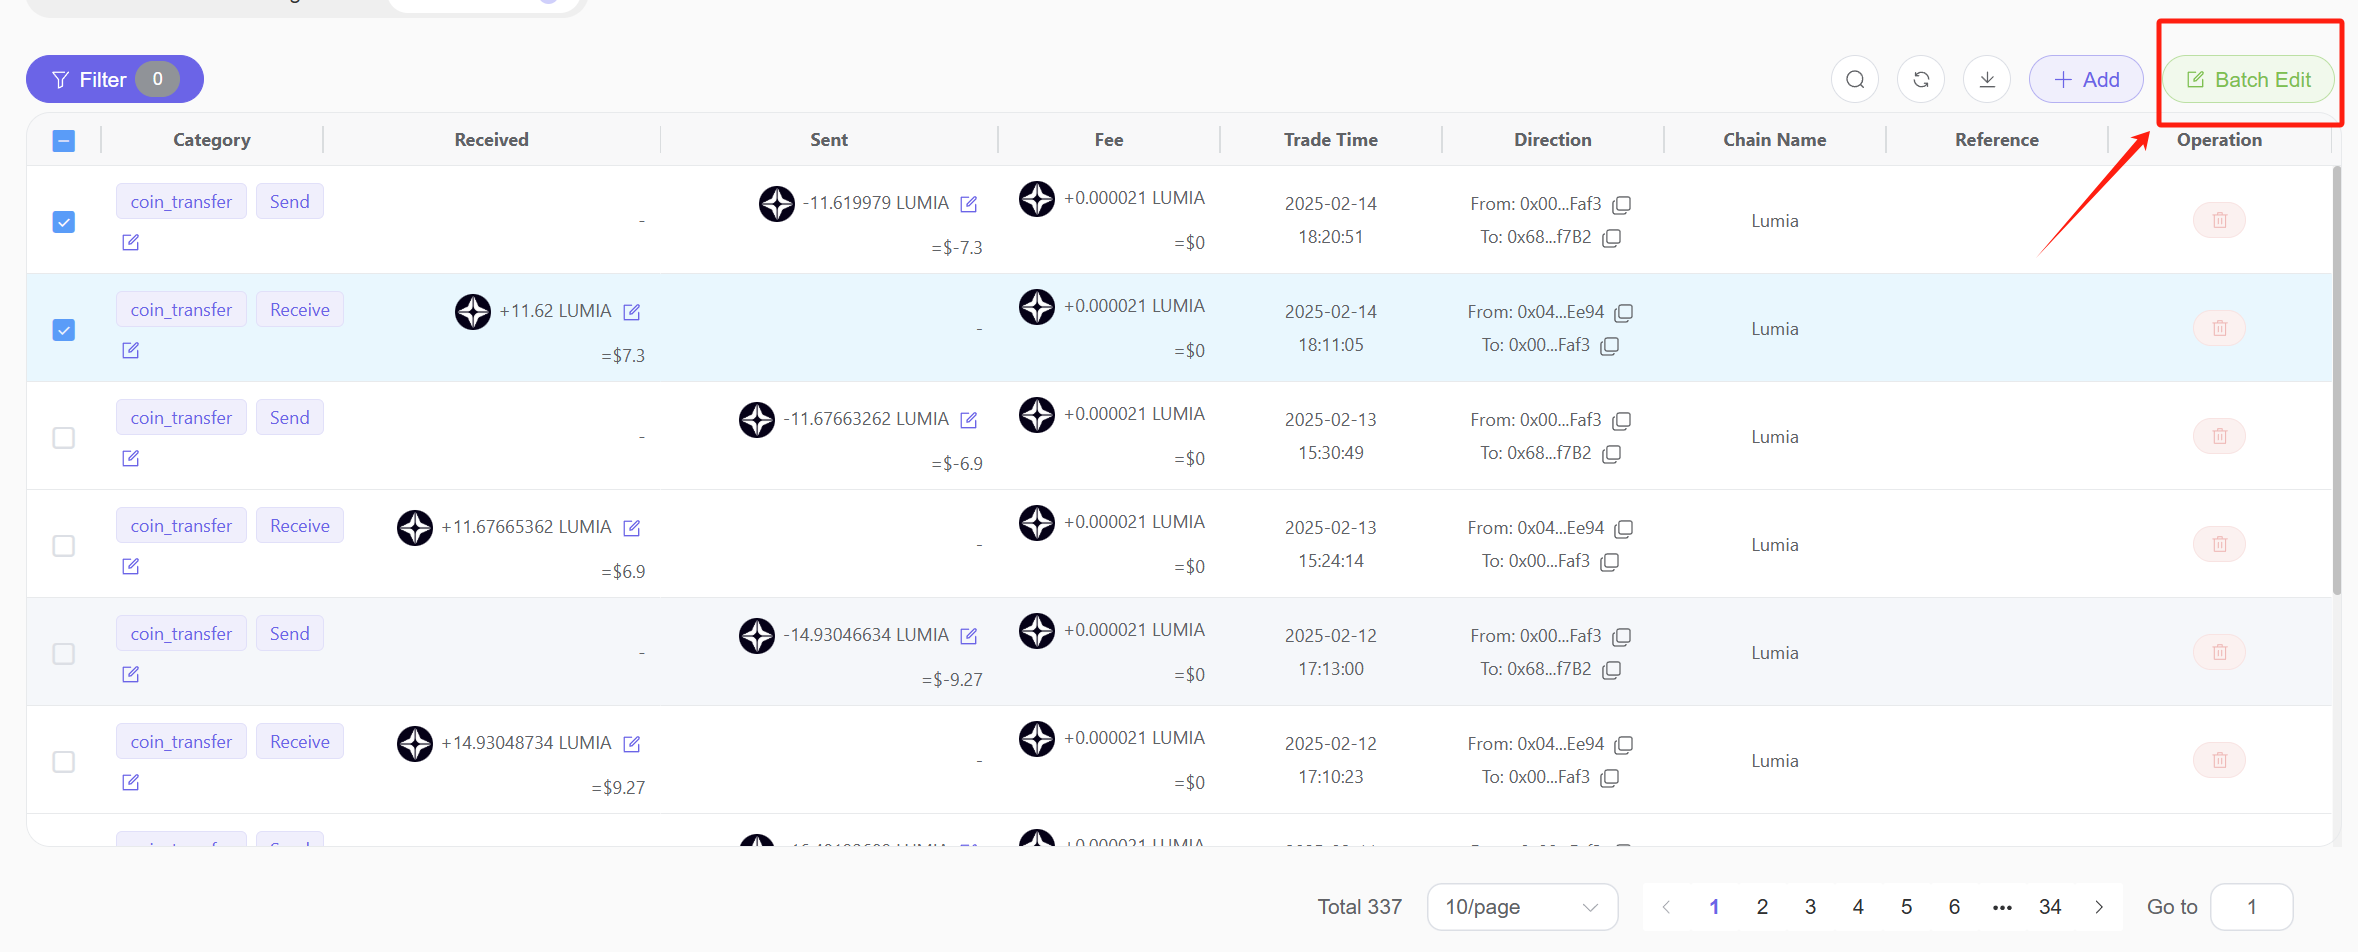 Filter 0
Add
Batch Edit
Category Received Sent Fee Trade Time Direction Chain Name Reference Operation
coin_transfer Send - -11.619979 LUMIA +0.000021 LUMIA 2025-02-14 From: 0x00...Faf3 Lumia
=$-7.3 =$0 18:20:51 To: 0x68...f7B2
coin_transfer Receive +11.62 LUMIA - +0.000021 LUMIA 2025-02-14 From: 0x04...Ee94 Lumia
=$7.3 =$0 18:11:05 To: 0x00...Faf3
coin_transfer Send - -11.67663262 LUMIA +0.000021 LUMIA 2025-02-13 From: 0x00...Faf3 Lumia
=$-6.9 =$0 15:30:49 To: 0x68...f7B2
coin_transfer Receive +11.67665362 LUMIA - +0.000021 LUMIA 2025-02-13 From: 0x04...Ee94 Lumia
=$6.9 =$0 15:24:14 To: 0x00...Faf3
coin_transfer Send - -14.93046634 LUMIA +0.000021 LUMIA 2025-02-12 From: 0x00...Faf3 Lumia
=$-9.27 =$0 17:13:00 To: 0x68...f7B2
coin_transfer Receive +14.93048734 LUMIA - +0.000021 LUMIA 2025-02-12 From: 0x04...Ee94 Lumia
=$9.27 =$0 17:10:23 To: 0x00...Faf3
Total 337 10/page 1 2 3 4 5 6 ••• 34 Go to 1